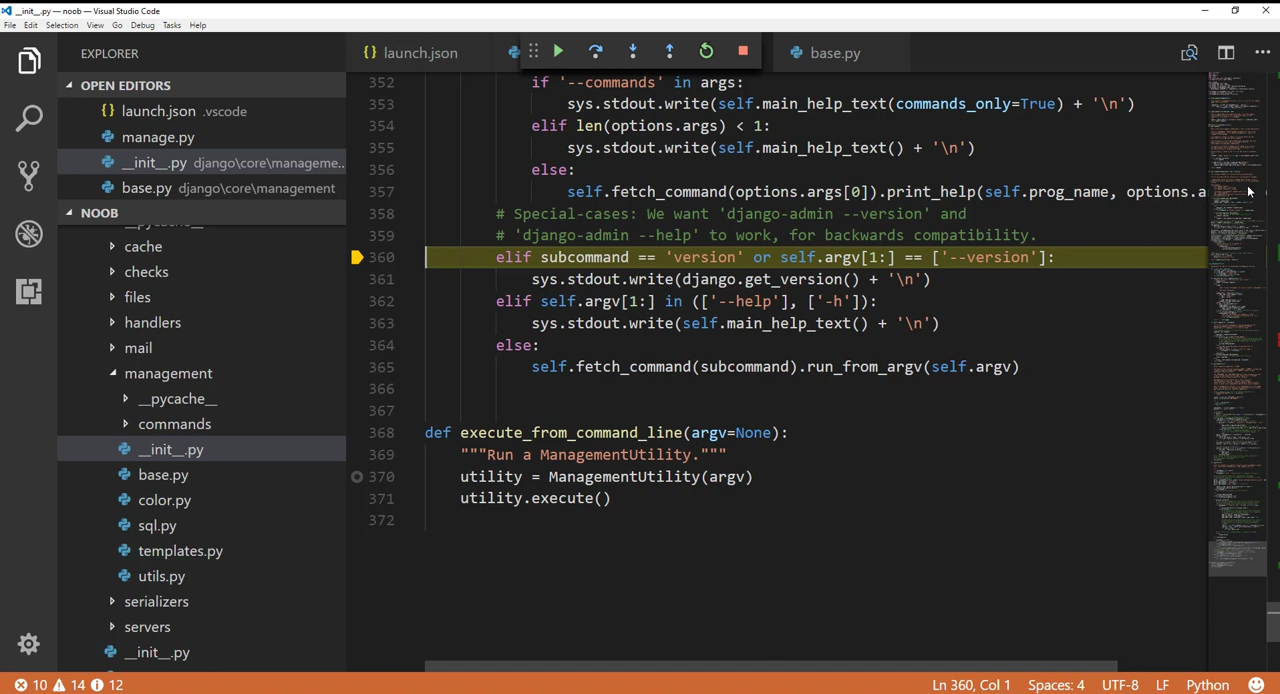 __init__.py — noob — Visual Studio Code
File Edit Selection View Go Debug Tasks Help
EXPLORER
{} launch.json
base.py
OPEN EDITORS
{} launch.json .vscode
manage.py
__init__.py django\core\manageme...
base.py django\core\management
NOOB
__pycache__
cache
checks
files
handlers
mail
management
__pycache__
commands
__init__.py
base.py
color.py
sql.py
templates.py
utils.py
serializers
servers
__init__.py
352 if '--commands' in args:
353 sys.stdout.write(self.main_help_text(commands_only=True) + '\n')
354 elif len(options.args) < 1:
355 sys.stdout.write(self.main_help_text() + '\n')
356 else:
357 self.fetch_command(options.args[0]).print_help(self.prog_name, options.a
358 # Special-cases: We want 'django-admin --version' and
359 # 'django-admin --help' to work, for backwards compatibility.
360 elif subcommand == 'version' or self.argv[1:] == ['--version']:
361 sys.stdout.write(django.get_version() + '\n')
362 elif self.argv[1:] in (['--help'], ['-h']):
363 sys.stdout.write(self.main_help_text() + '\n')
364 else:
365 self.fetch_command(subcommand).run_from_argv(self.argv)
366
367
368 def execute_from_command_line(argv=None):
369 """Run a ManagementUtility."""
370 utility = ManagementUtility(argv)
371 utility.execute()
372
10 14 12
Ln 360, Col 1 Spaces: 4 UTF-8 LF Python